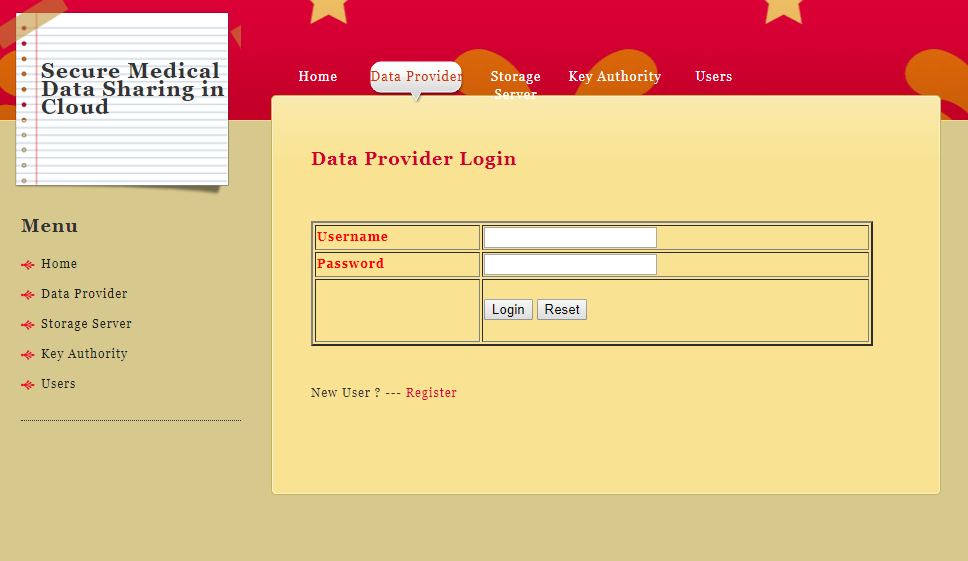 Secure Medical
Data Sharing in
Cloud
Home
Data Provider
Storage
Server
Key Authority
Users
Data Provider Login
Username
Password
Login Reset
New User ? --- Register
Menu
Home
Data Provider
Storage Server
Key Authority
Users